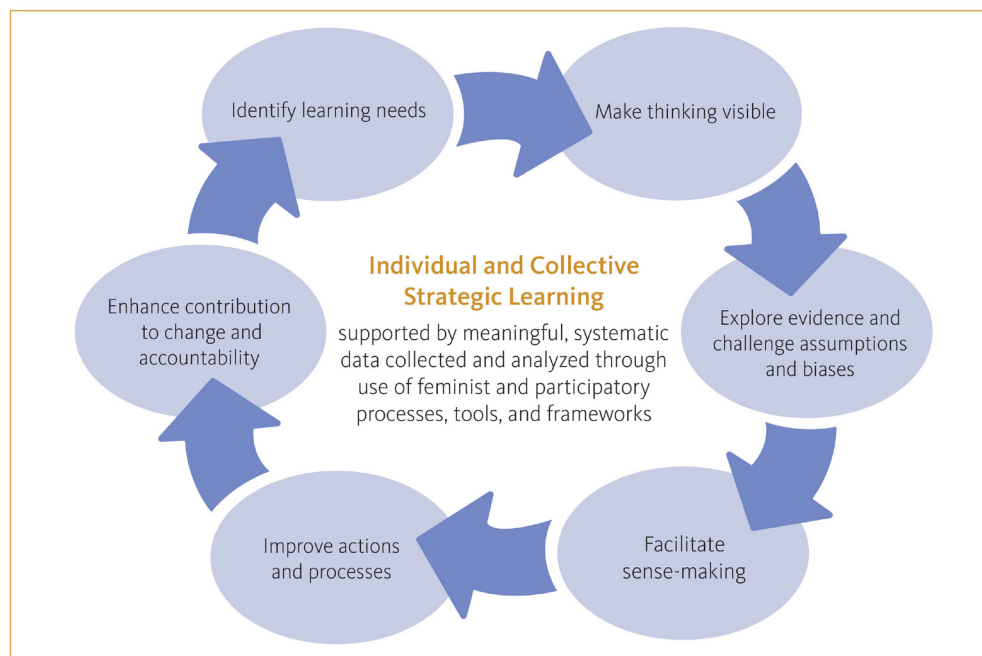 Identify learning needs
Make thinking visible
Explore evidence and
challenge assumptions
and biases
Facilitate
sense-making
Improve actions
and processes
Enhance contribution
to change and
accountability
Individual and Collective
Strategic Learning
supported by meaningful, systematic
data collected and analyzed through
use of feminist and participatory
processes, tools, and frameworks